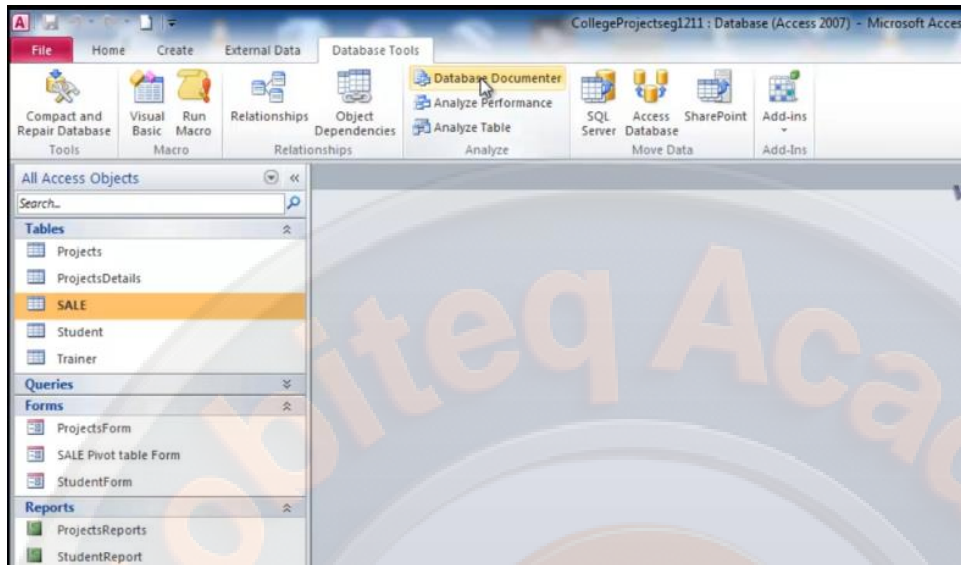 A CollegeProjectseg1211 : Database (Access 2007) - Microsoft Acces
File Home Create External Data Database Tools
Compact and Repair Database
Visual Basic
Run Macro
Relationships
Object Dependencies
Database Documenter
Analyze Performance
Analyze Table
SQL Server
Access Database
SharePoint
Add-ins
Tools Macro Relationships Analyze Move Data Add-Ins
All Access Objects
Search...
Tables
Projects
ProjectsDetails
SALE
Student
Trainer
Queries
Forms
ProjectsForm
SALE Pivot table Form
StudentForm
Reports
ProjectsReports
StudentReport
obiteq Aca